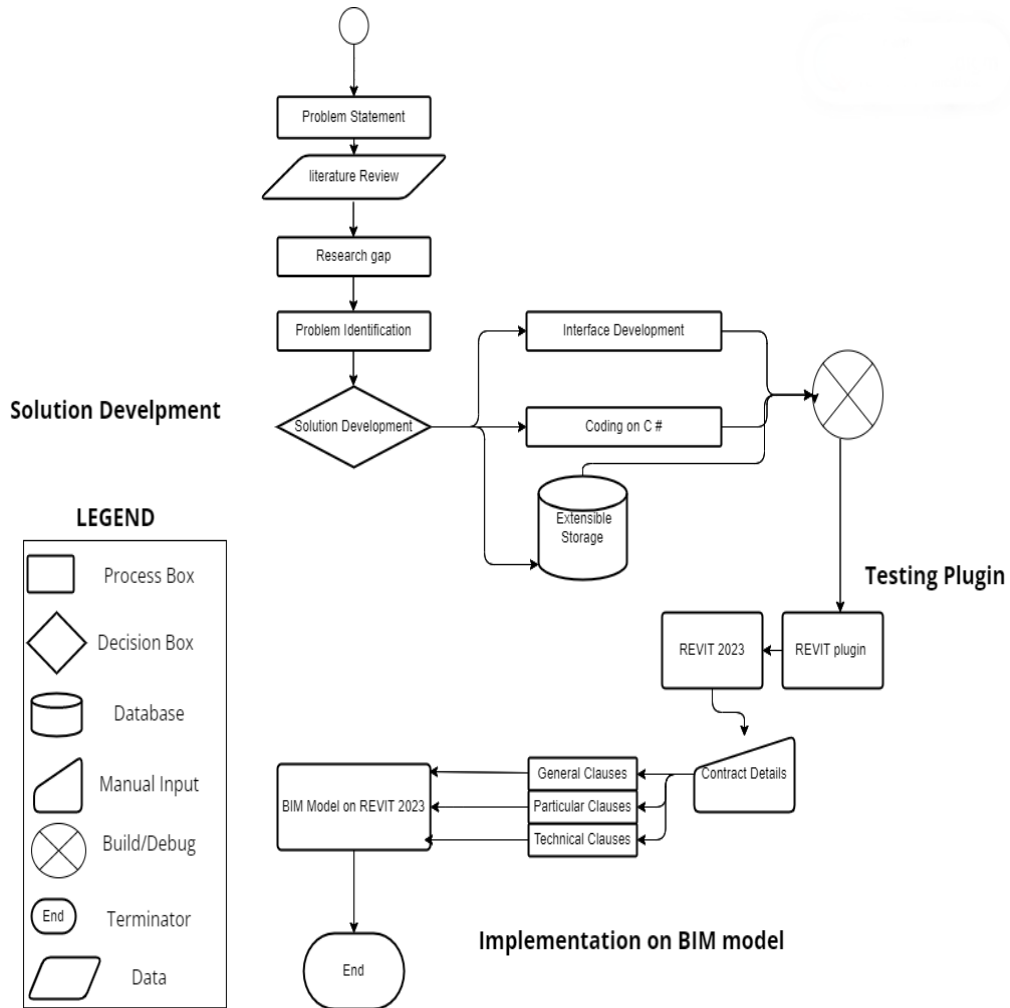 Problem Statement
literature Review
Research gap
Problem Identification
Solution Development
Interface Development
Coding on C #
Extensible
Storage
Solution Develpment
LEGEND
Process Box
Decision Box
Database
Manual Input
Build/Debug
End
Terminator
Data
Testing Plugin
REVIT 2023
REVIT plugin
Contract Details
General Clauses
Particular Clauses
Technical Clauses
BIM Model on REVIT 2023
End
Implementation on BIM model